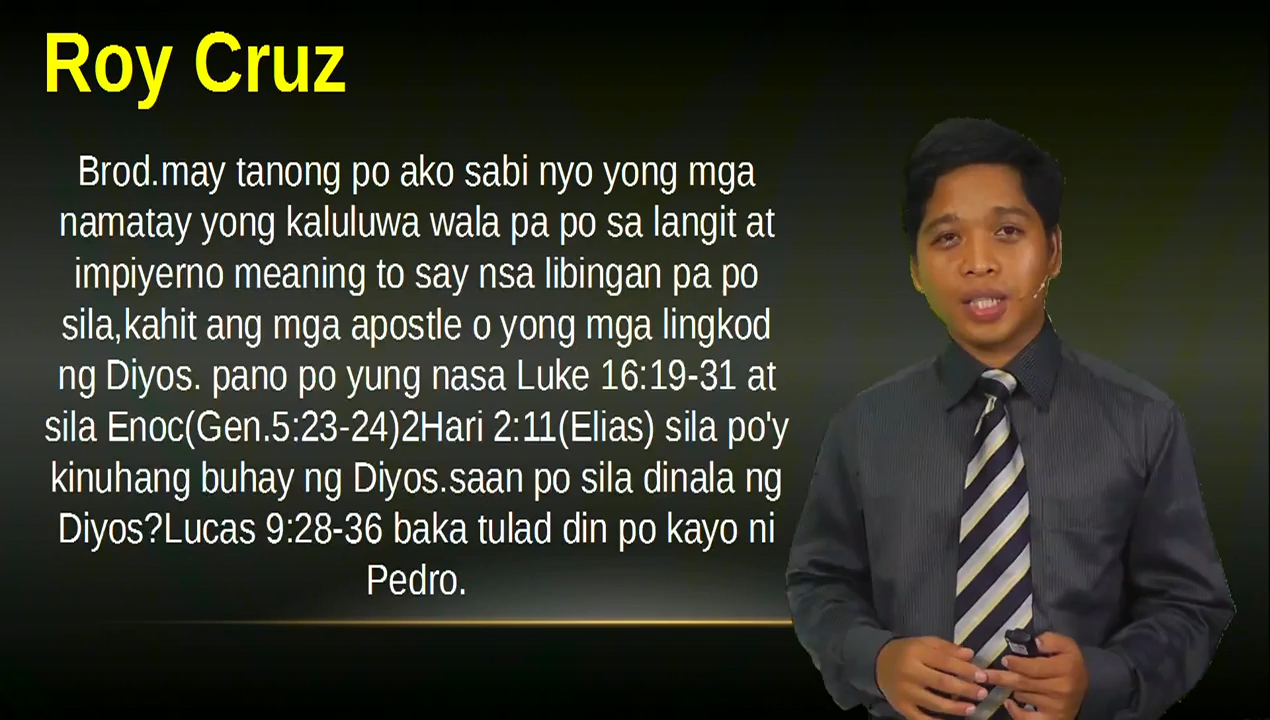 Roy Cruz
Brod.may tanong po ako sabi nyo yong mga
namatay yong kaluluwa wala pa po sa langit at
impiyerno meaning to say nsa libingan pa po
sila,kahit ang mga apostle o yong mga lingkod
ng Diyos. pano po yung nasa Luke 16:19-31 at
sila Enoc(Gen.5:23-24)2Hari 2:11(Elias) sila po'y
kinuhang buhay ng Diyos.saan po sila dinala ng
Diyos?Lucas 9:28-36 baka tulad din po kayo ni
Pedro.